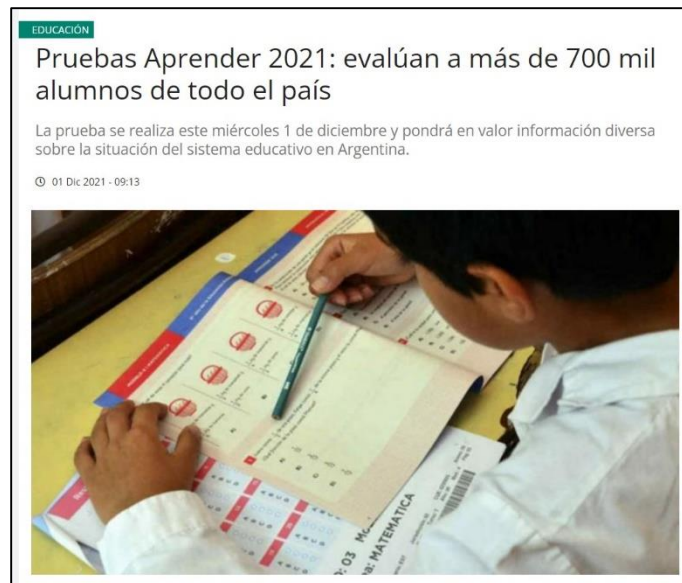 EDUCACIÓN
Pruebas Aprender 2021: evalúan a más de 700 mil
alumnos de todo el país
La prueba se realiza este miércoles 1 de diciembre y pondrá en valor información diversa
sobre la situación del sistema educativo en Argentina.
01 Dic 2021 - 09:13
MATEMATICA